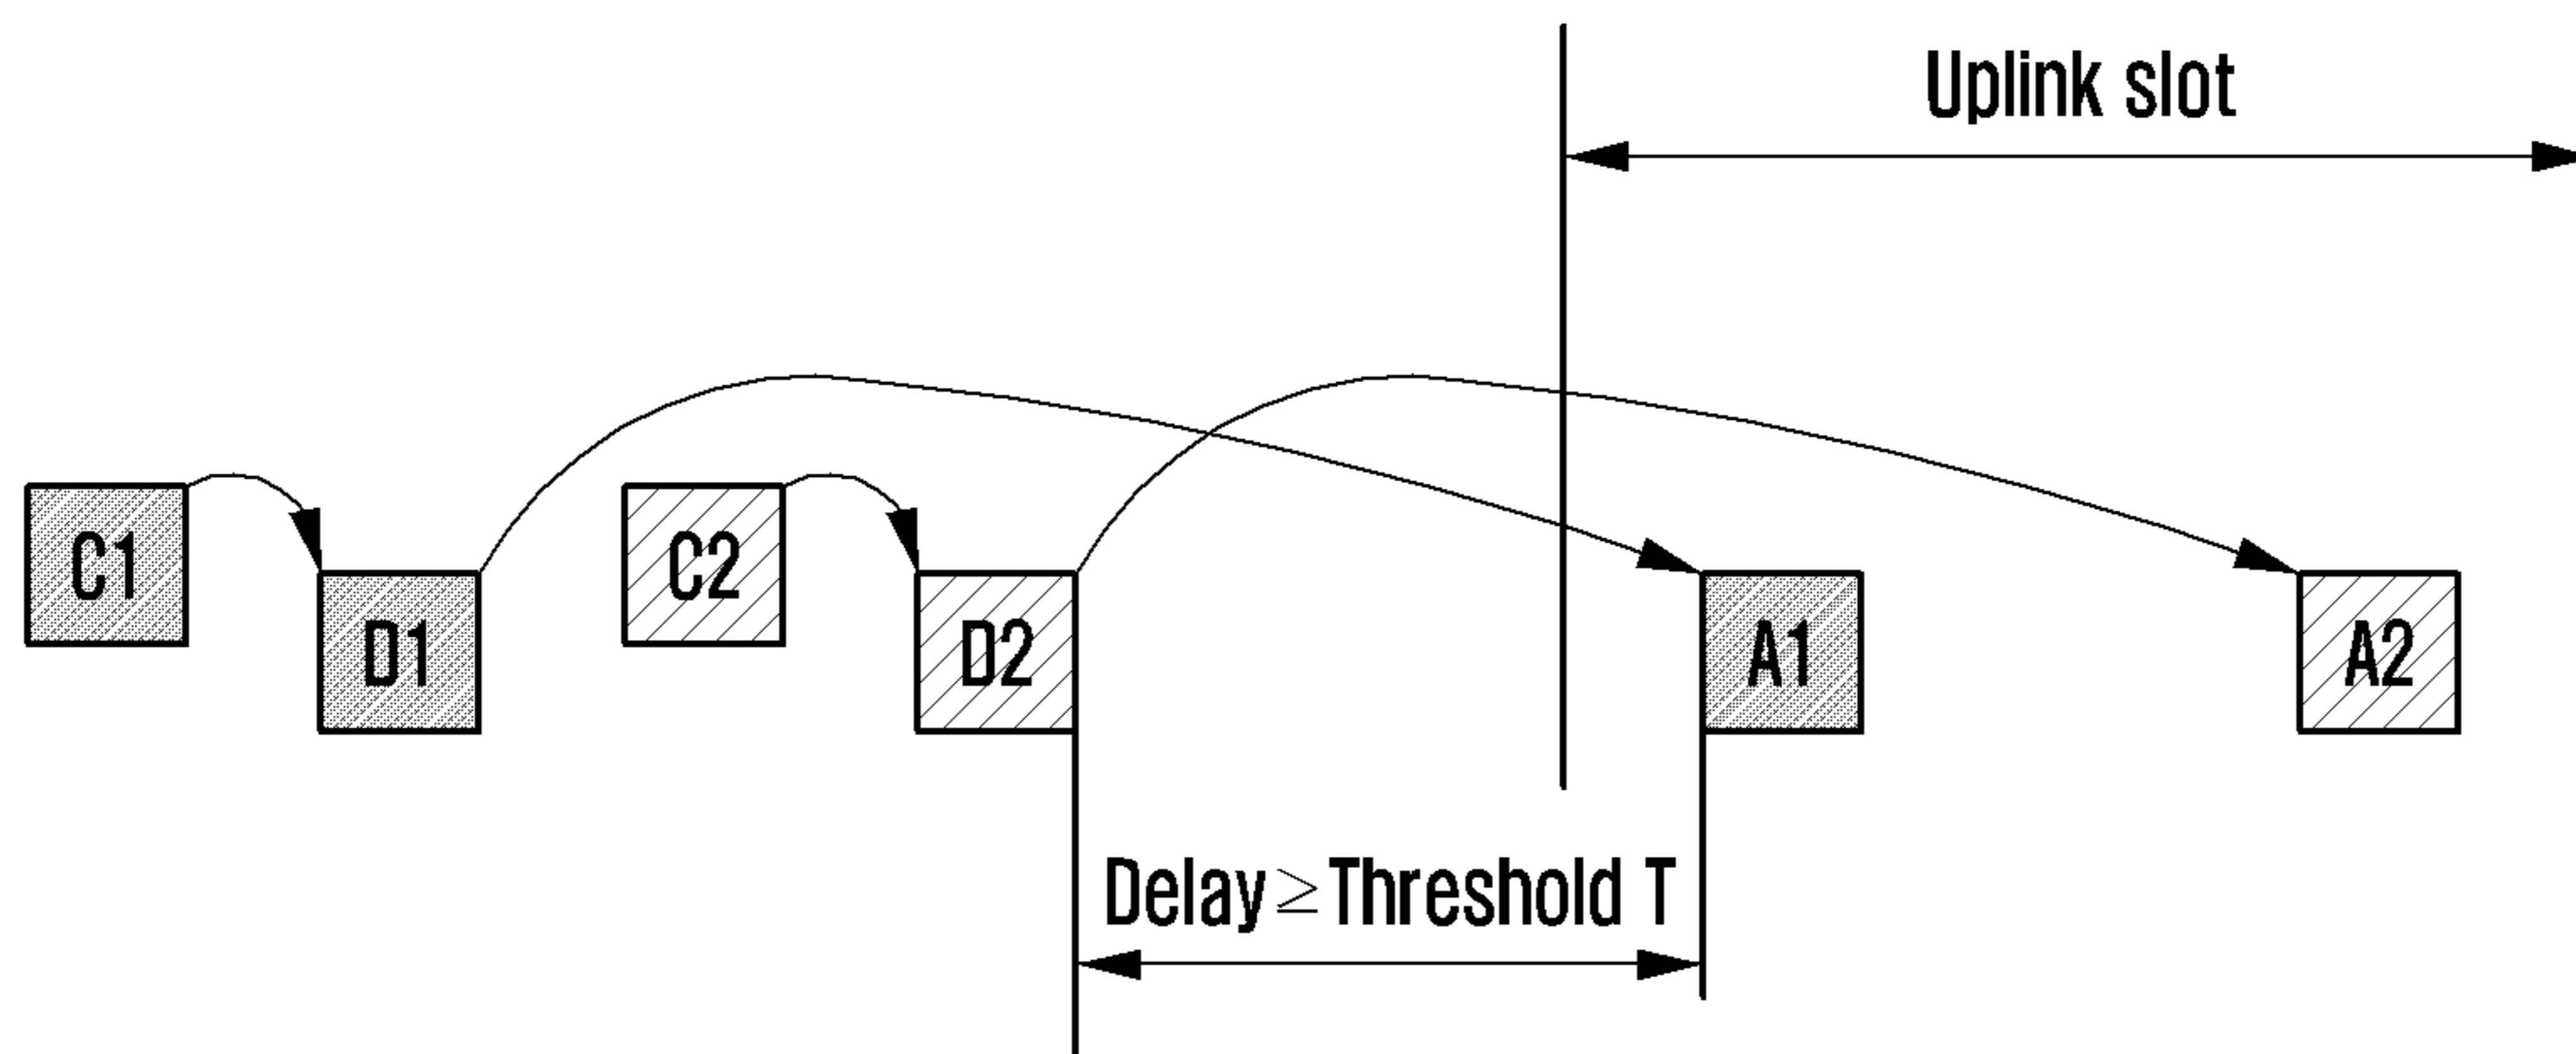 Uplink slot
C1
D1
C2
D2
A1
A2
Delay≥Threshold T